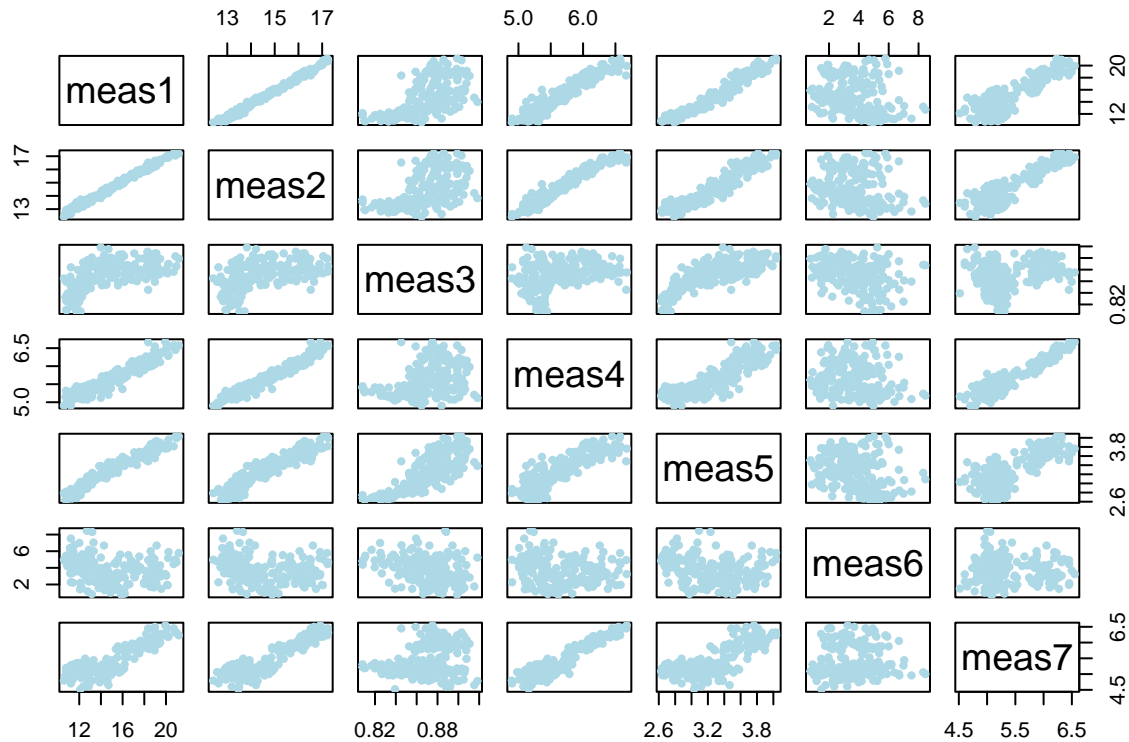 13 15 17 5.0 6.0 2 4 6 8
meas1 12 20
13 17 meas2
meas3 0.82
5.0 6.5 meas4
meas5 2.6 3.8
2 6 meas6
meas7 4.5 6.5
12 16 20 0.82 0.88 2.6 3.2 3.8 4.5 5.5 6.5